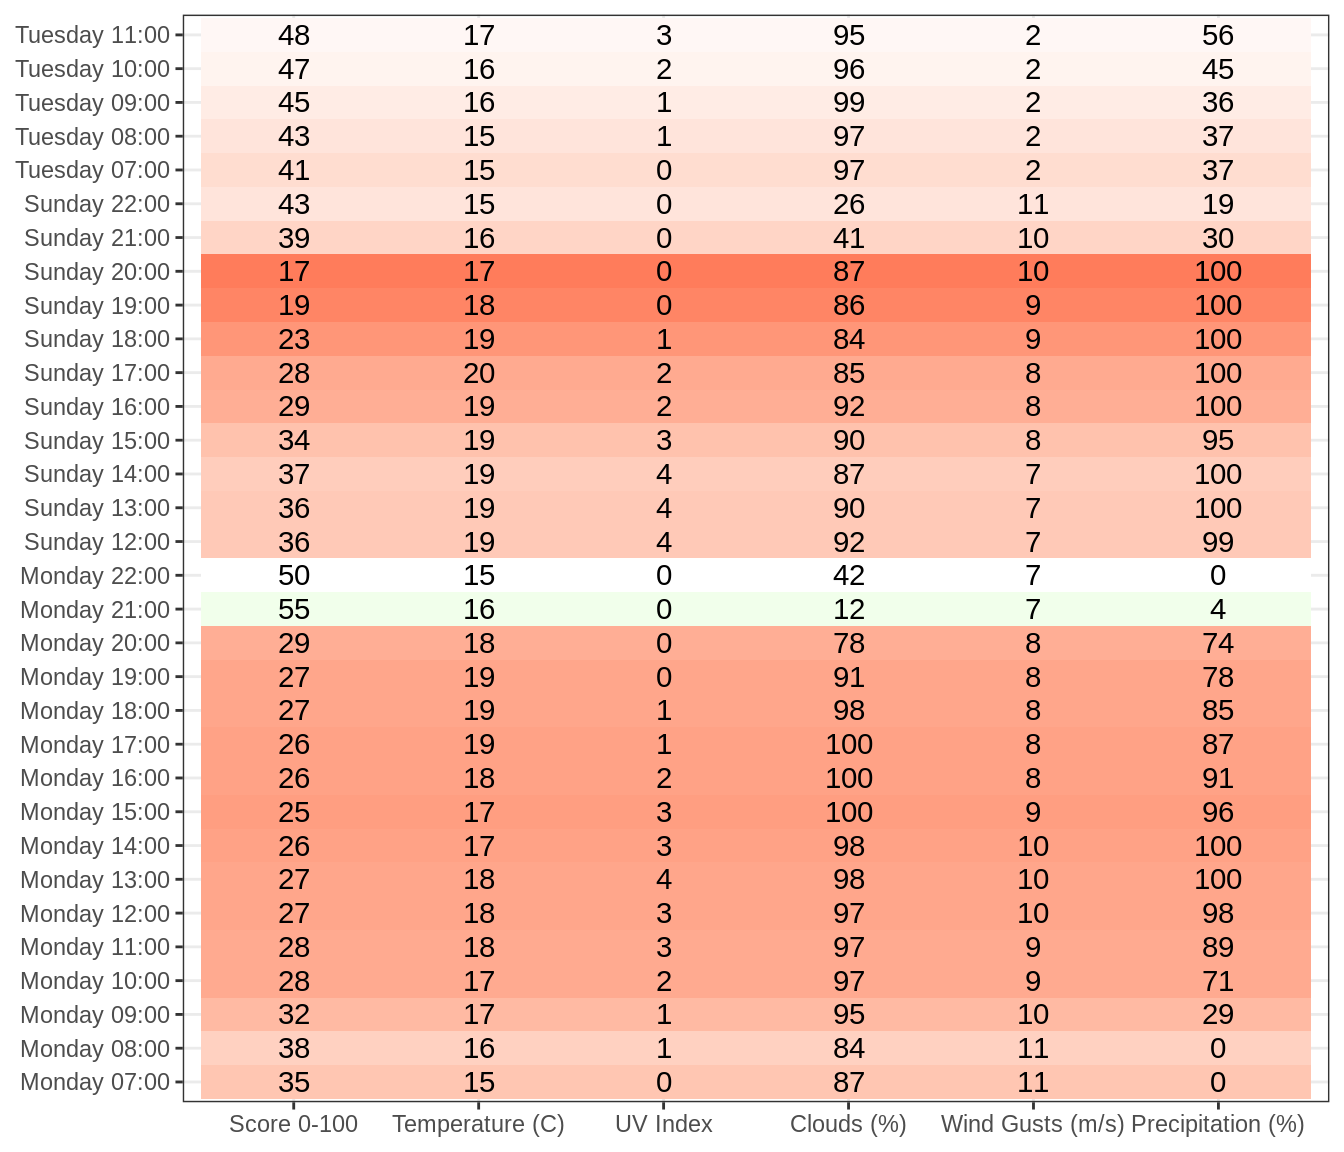 Tuesday 11:00 48 17 3 95 2 56
Tuesday 10:00 47 16 2 96 2 45
Tuesday 09:00 45 16 1 99 2 36
Tuesday 08:00 43 15 1 97 2 37
Tuesday 07:00 41 15 0 97 2 37
Sunday 22:00 43 15 0 26 11 19
Sunday 21:00 39 16 0 41 10 30
Sunday 20:00 17 17 0 87 10 100
Sunday 19:00 19 18 0 86 9 100
Sunday 18:00 23 19 1 84 9 100
Sunday 17:00 28 20 2 85 8 100
Sunday 16:00 29 19 2 92 8 100
Sunday 15:00 34 19 3 90 8 95
Sunday 14:00 37 19 4 87 7 100
Sunday 13:00 36 19 4 90 7 100
Sunday 12:00 36 19 4 92 7 99
Monday 22:00 50 15 0 42 7 0
Monday 21:00 55 16 0 12 7 4
Monday 20:00 29 18 0 78 8 74
Monday 19:00 27 19 0 91 8 78
Monday 18:00 27 19 1 98 8 85
Monday 17:00 26 19 1 100 8 87
Monday 16:00 26 18 2 100 8 91
Monday 15:00 25 17 3 100 9 96
Monday 14:00 26 17 3 98 10 100
Monday 13:00 27 18 4 98 10 100
Monday 12:00 27 18 3 97 10 98
Monday 11:00 28 18 3 97 9 89
Monday 10:00 28 17 2 97 9 71
Monday 09:00 32 17 1 95 10 29
Monday 08:00 38 16 1 84 11 0
Monday 07:00 35 15 0 87 11 0
Score 0-100 Temperature (C) UV Index Clouds (%) Wind Gusts (m/s) Precipitation (%)